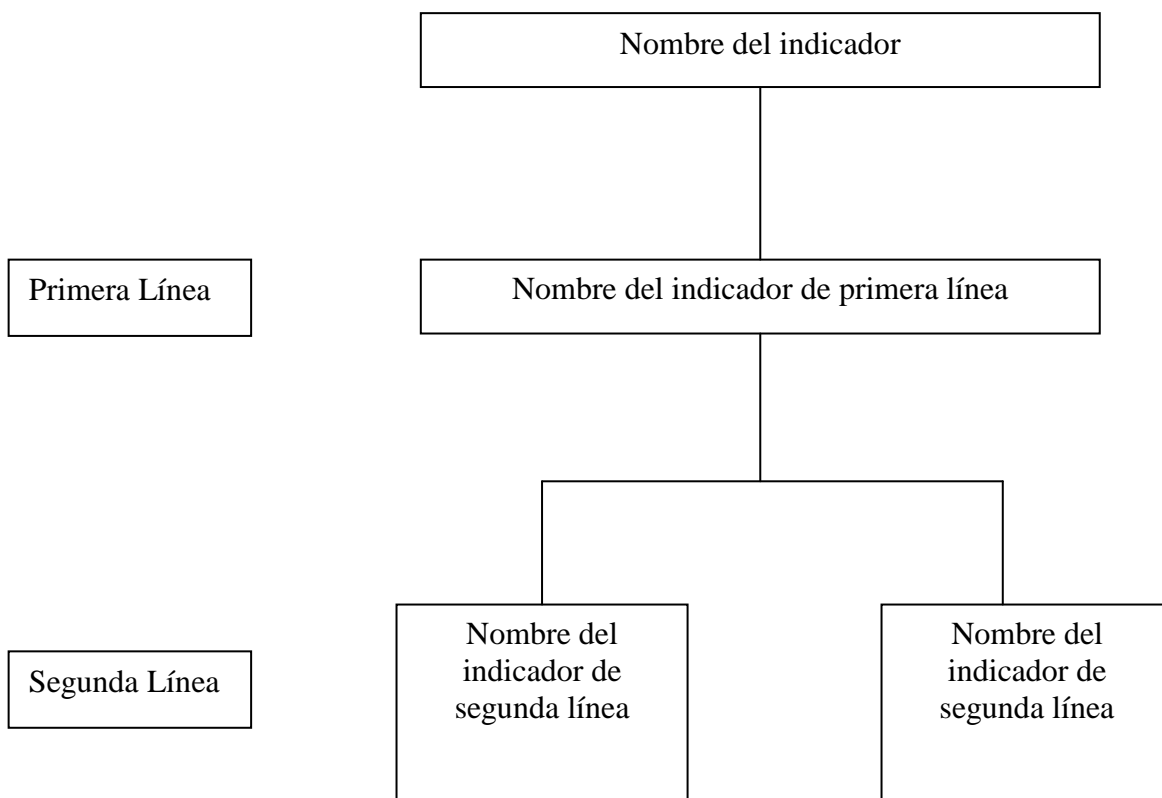 Nombre del indicador
Primera Línea
Nombre del indicador de primera línea
Segunda Línea
Nombre del
indicador de
segunda línea
Nombre del
indicador de
segunda línea